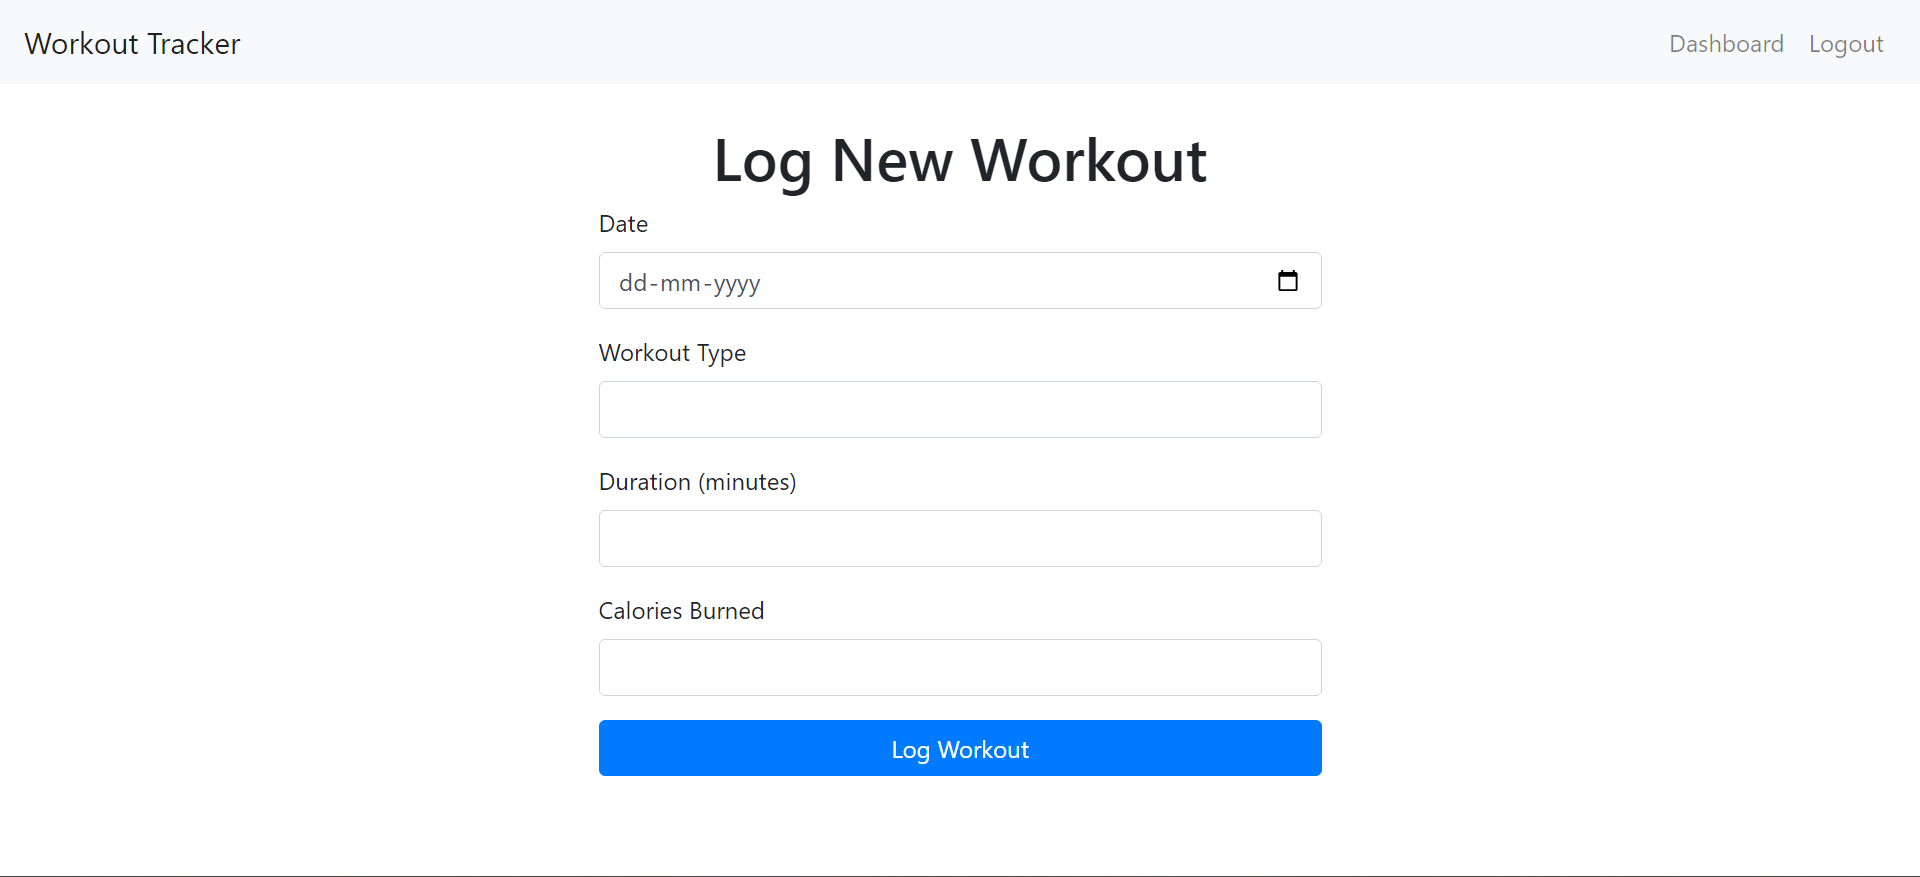 Workout Tracker Dashboard Logout
Log New Workout
Date
dd-mm-yyyy
Workout Type
Duration (minutes)
Calories Burned
Log Workout